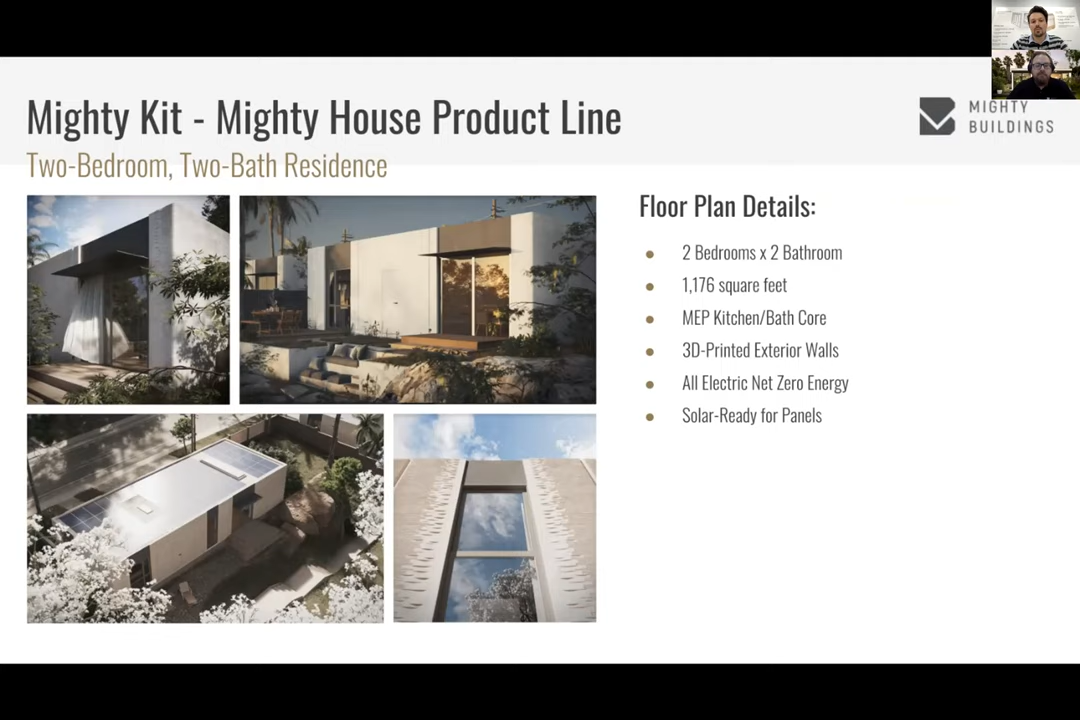 Mighty Kit - Mighty House Product Line
MIGHTY
BUILDINGS
Two-Bedroom, Two-Bath Residence
Floor Plan Details:
2 Bedrooms x 2 Bathroom
1,176 square feet
MEP Kitchen/Bath Core
3D-Printed Exterior Walls
All Electric Net Zero Energy
Solar-Ready for Panels